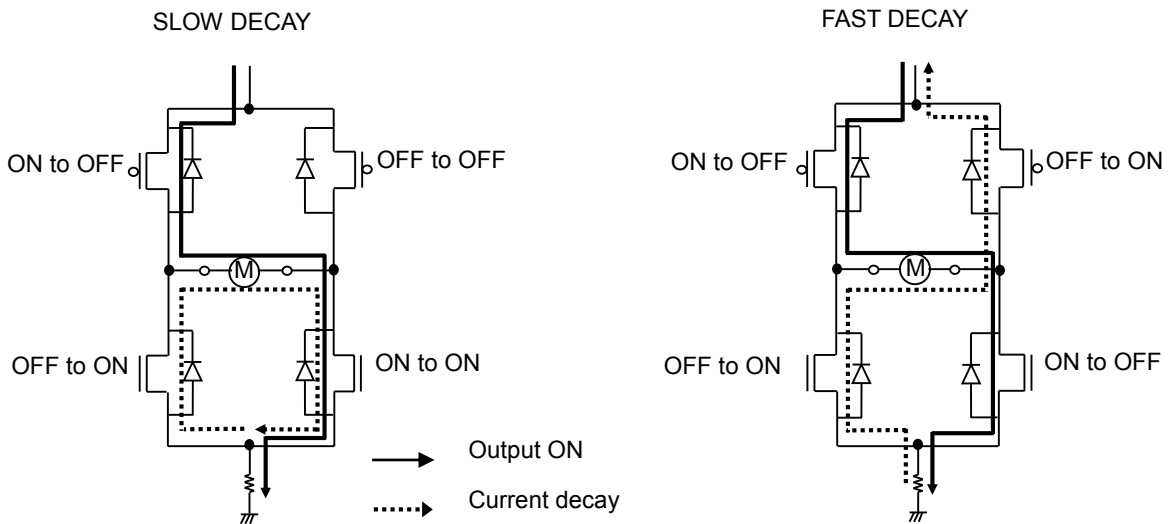 SLOW DECAY
FAST DECAY
ON to OFF
OFF to OFF
M
OFF to ON
ON to ON
ON to OFF
OFF to ON
M
OFF to ON
ON to OFF
Output ON
Current decay